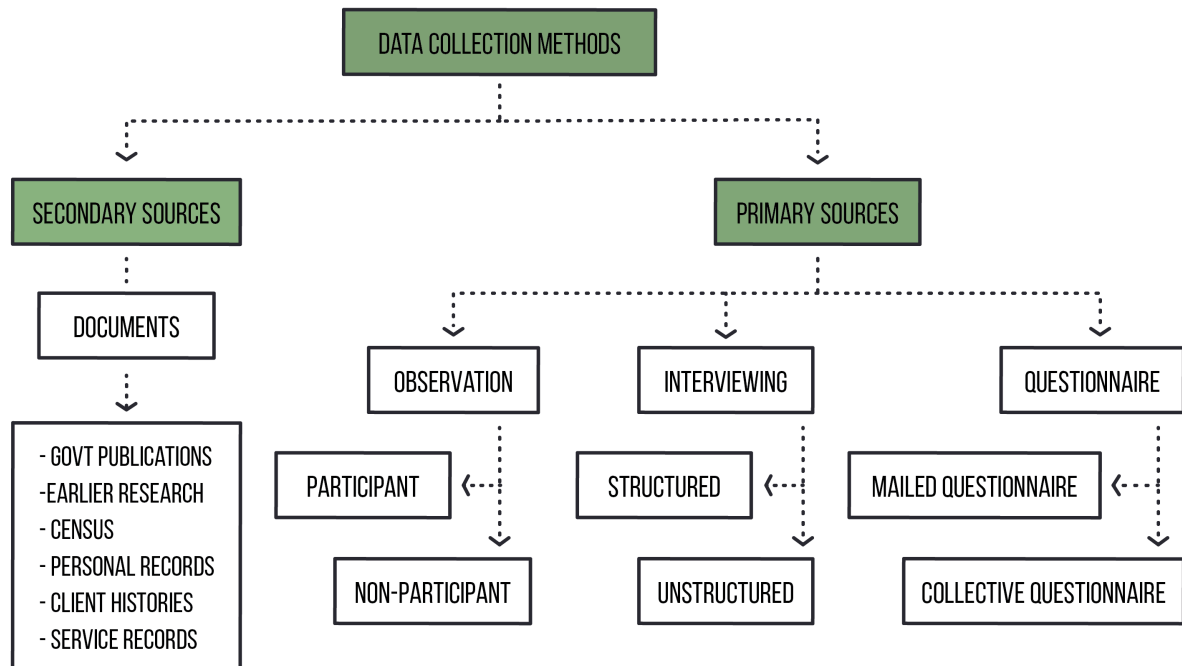 DATA COLLECTION METHODS
SECONDARY SOURCES
PRIMARY SOURCES
DOCUMENTS
OBSERVATION
INTERVIEWING
QUESTIONNAIRE
- GOVT PUBLICATIONS
-EARLIER RESEARCH
- CENSUS
- PERSONAL RECORDS
- CLIENT HISTORIES
- SERVICE RECORDS
PARTICIPANT
STRUCTURED
MAILED QUESTIONNAIRE
NON-PARTICIPANT
UNSTRUCTURED
COLLECTIVE QUESTIONNAIRE